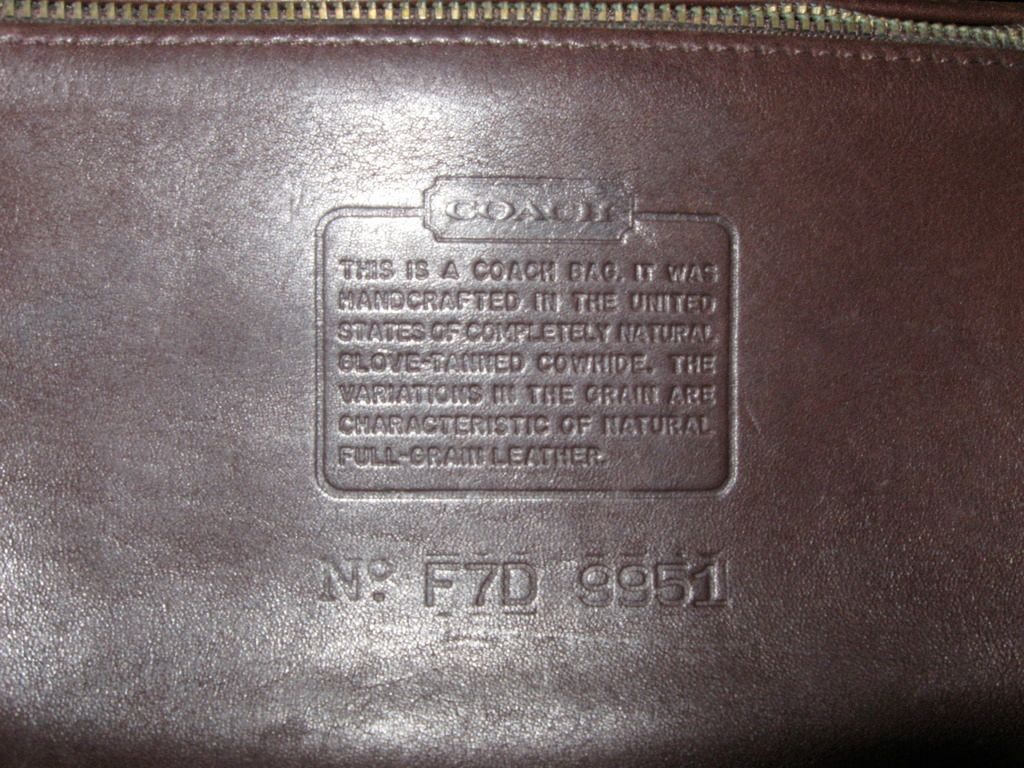 COACH
THIS IS A COACH BAG. IT WAS
HANDCRAFTED IN THE UNITED
STATES OF COMPLETELY NATURAL
GLOVE-TANNED COWHIDE. THE
VARIATIONS IN THE GRAIN ARE
CHARACTERISTIC OF NATURAL
FULL-GRAIN LEATHER.
Nº F7D 9951